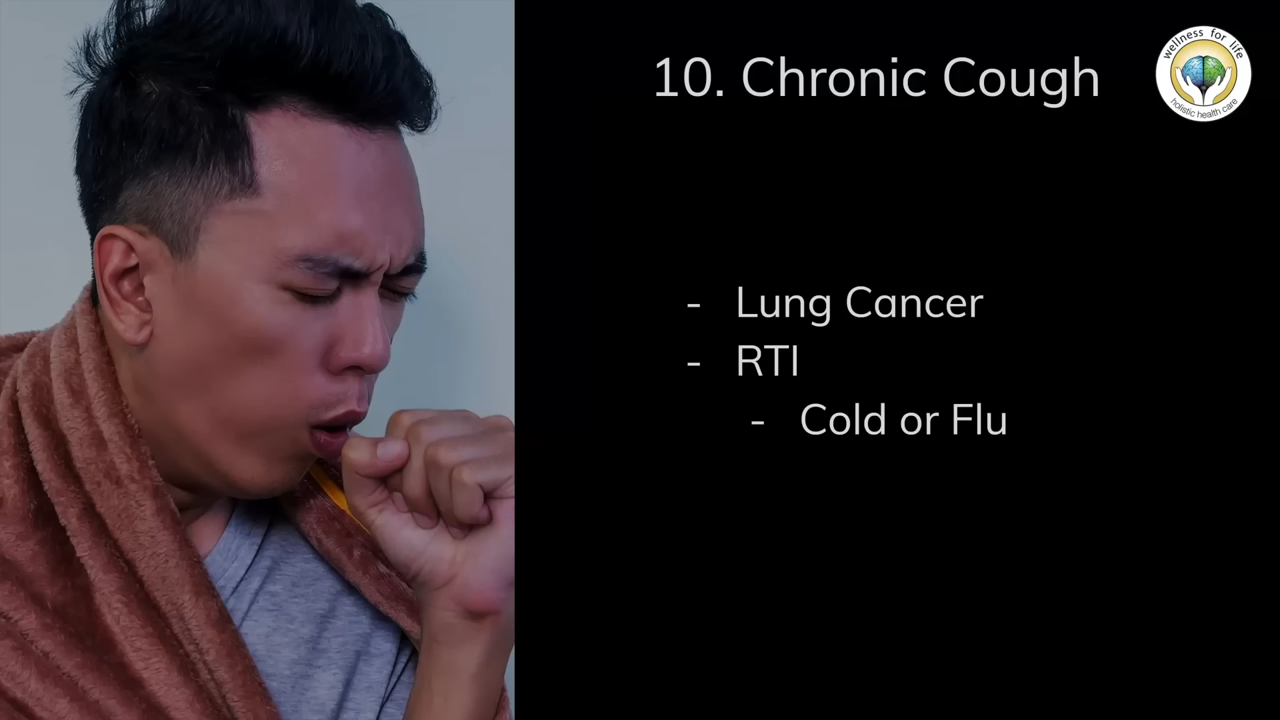 10. Chronic Cough
wellness for life
holistic health care
- Lung Cancer
- RTI
- Cold or Flu